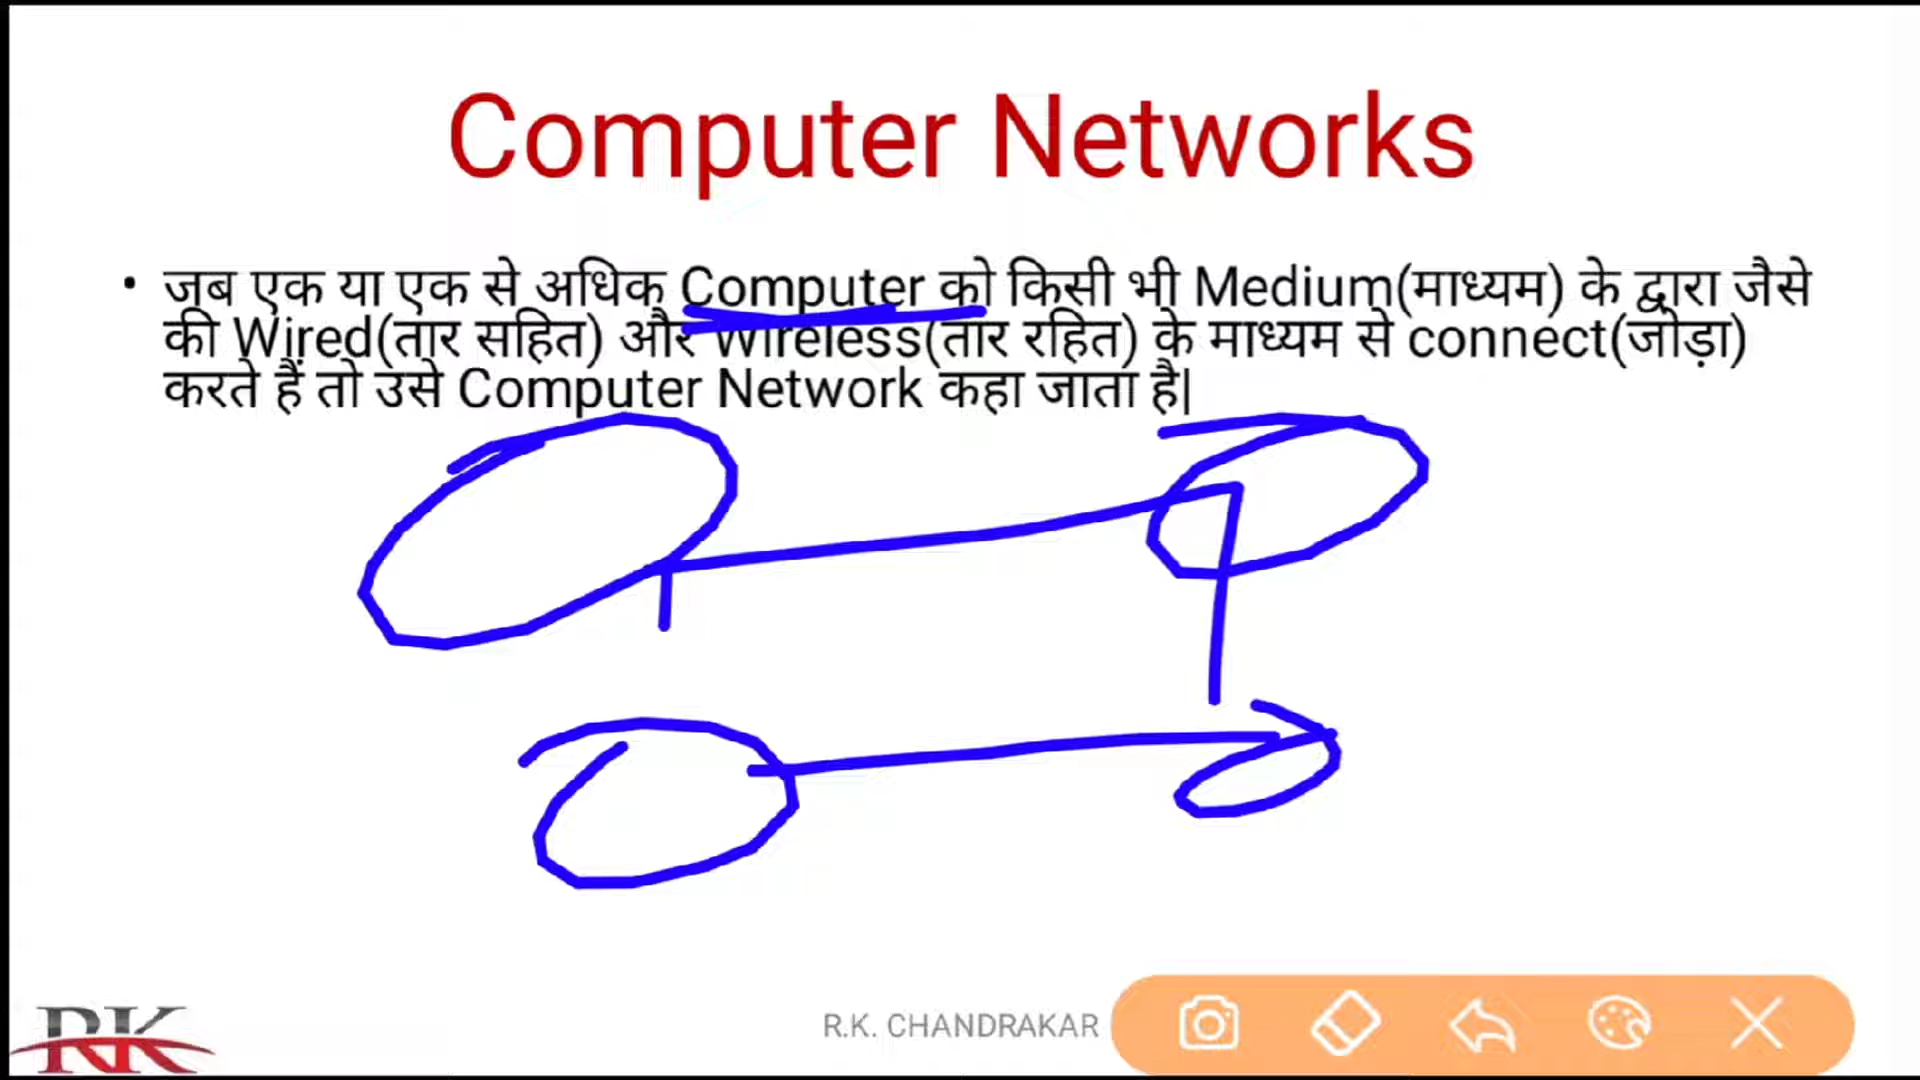 Computer Networks
• जब एक या एक से अधिक Computer को किसी भी Medium(माध्यम) के द्वारा जैसे
की Wired(तार सहित) और Wireless(तार रहित) के माध्यम से connect(जोड़ा)
करते हैं तो उसे Computer Network कहा जाता है|
RK
R.K. CHANDRAKAR